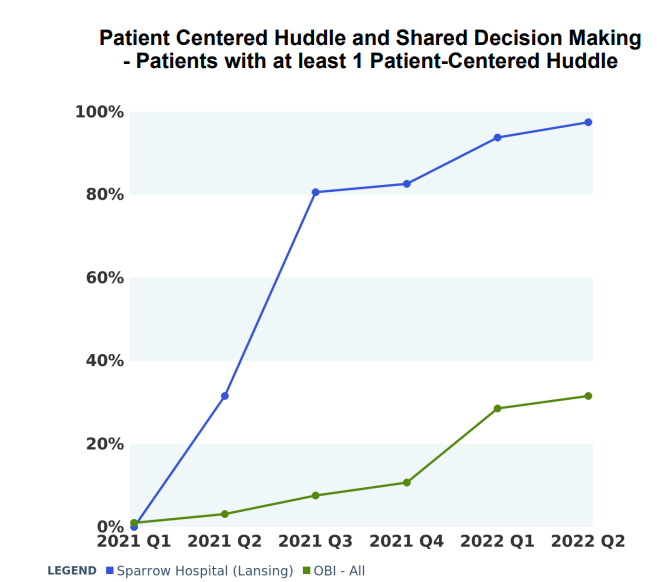 Patient Centered Huddle and Shared Decision Making
- Patients with at least 1 Patient-Centered Huddle
100%
80%
60%
40%
20%
0%
2021 Q1 2021 Q2 2021 Q3 2021 Q4 2022 Q1 2022 Q2
LEGEND Sparrow Hospital (Lansing) OBI - All